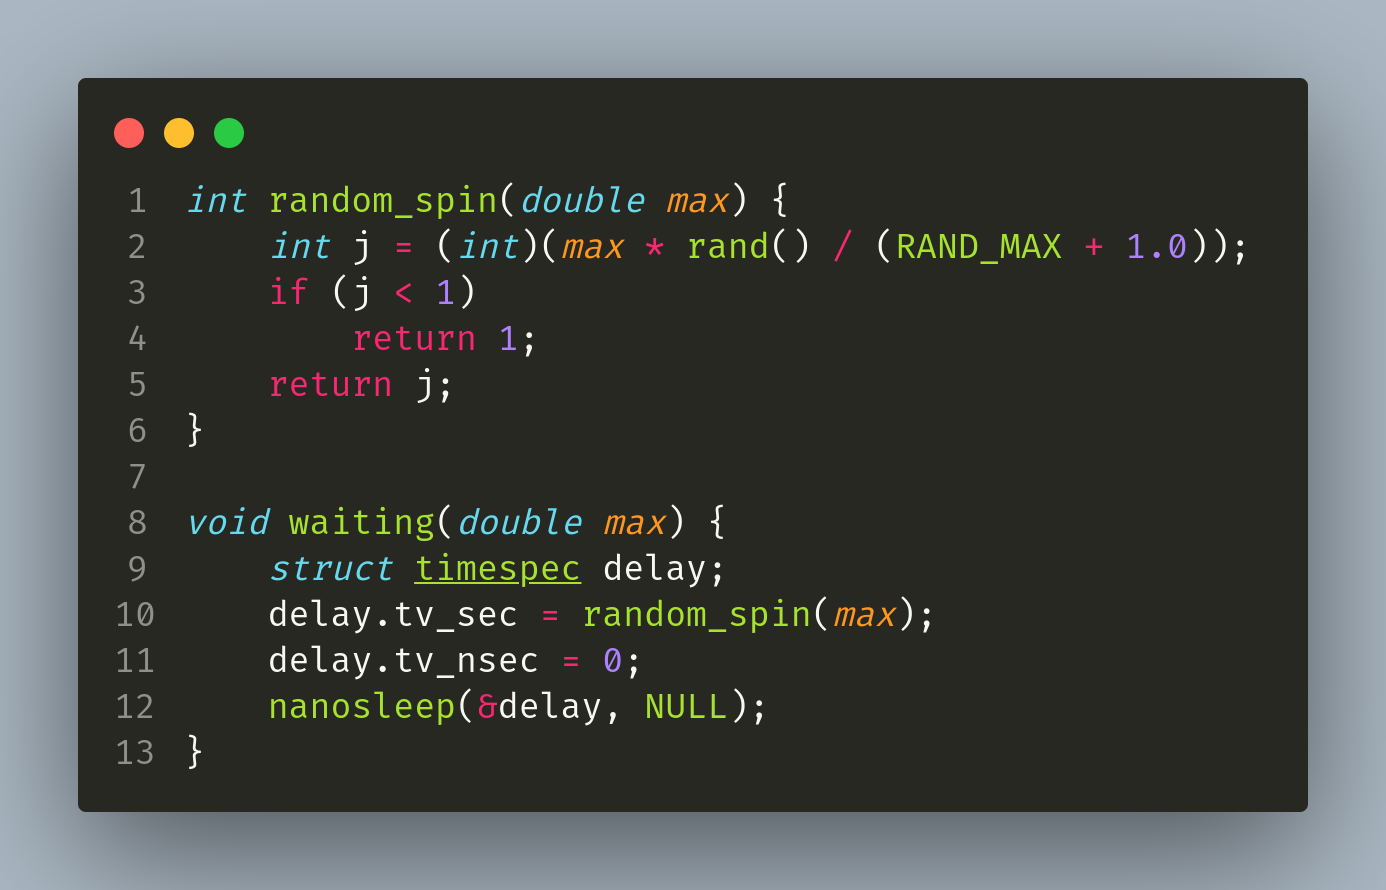 1 int random_spin(double max) {
2     int j = (int)(max * rand() / (RAND_MAX + 1.0));
3     if (j < 1)
4         return 1;
5     return j;
6 }
7
8 void waiting(double max) {
9     struct timespec delay;
10     delay.tv_sec = random_spin(max);
11     delay.tv_nsec = 0;
12     nanosleep(&delay, NULL);
13 }